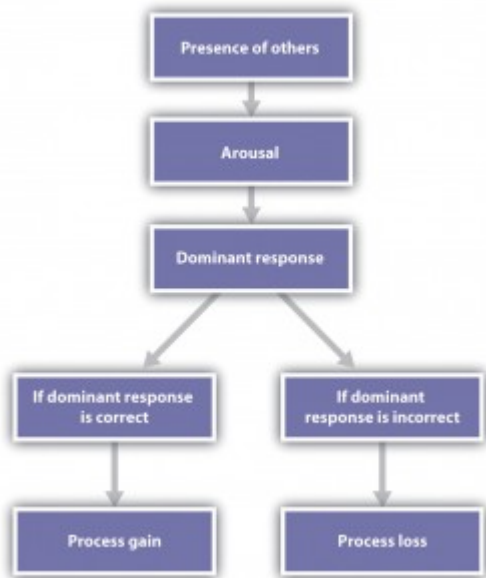 Presence of others
Arousal
Dominant response
If dominant response
is correct
If dominant
response is incorrect
Process gain
Process loss